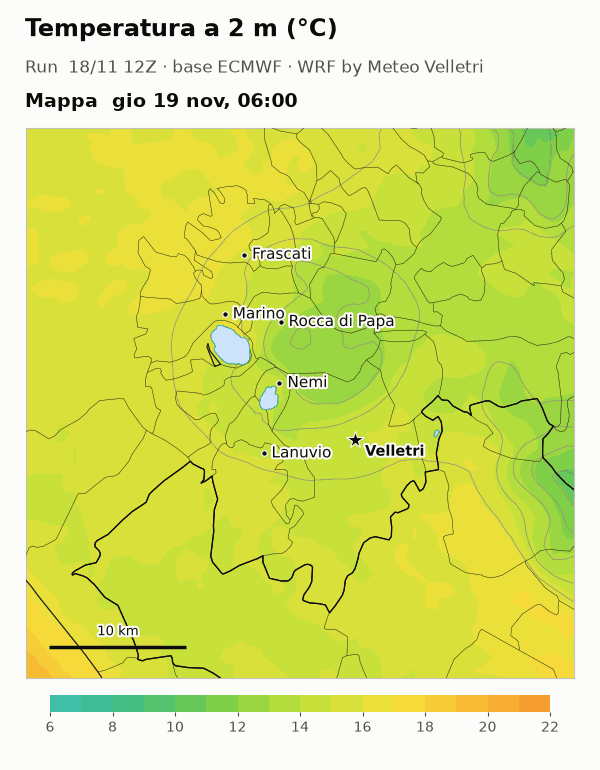 Temperatura a 2 m (°C)
Run  18/11 12Z · base ECMWF · WRF by Meteo Velletri
Mappa  gio 19 nov, 06:00
Frascati
Marino
Rocca di Papa
Nemi
Velletri
Lanuvio
10 km
6 8 10 12 14 16 18 20 22